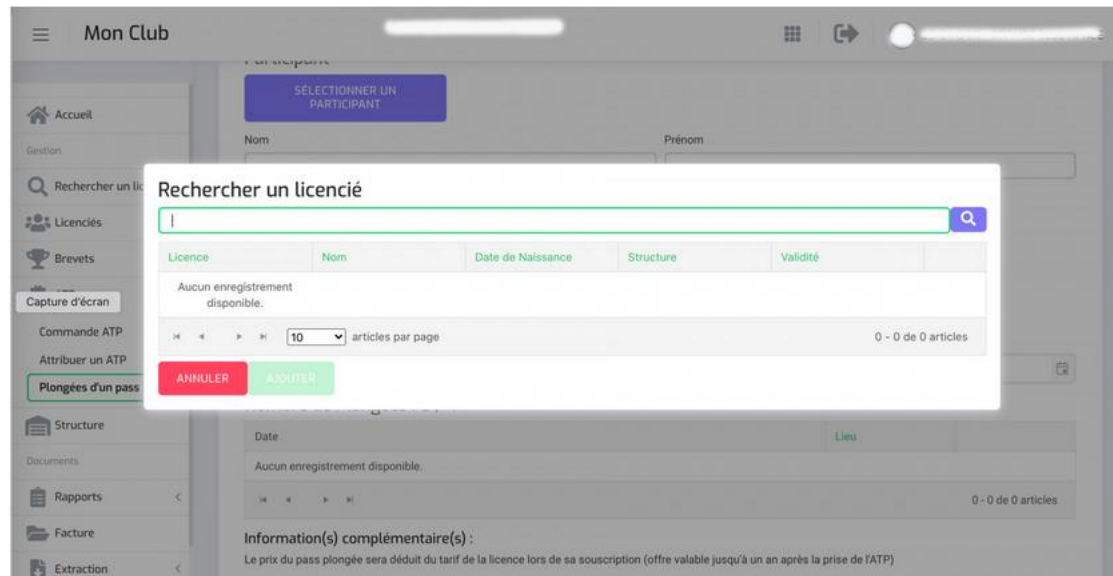 Mon Club
Participant
SÉLECTIONNER UN
PARTICIPANT
Accueil
Nom Prénom
Gestion
Rechercher un lic
Rechercher un licencié
Licenciés
Licence Nom Date de Naissance Structure Validité
Brevets
Aucun enregistrement
disponible.
Capture d'écran
Commande ATP
10 articles par page 0 - 0 de 0 articles
Attribuer un ATP
ANNULER AJOUTER
Plongées d'un pass
Structure
Date Lieu
Documents
Aucun enregistrement disponible.
Rapports
0 - 0 de 0 articles
Facture
Information(s) complémentaire(s) :
Le prix du pass plongée sera déduit du tarif de la licence lors de sa souscription (offre valable jusqu'à un an après la prise de l'ATP)
Extraction